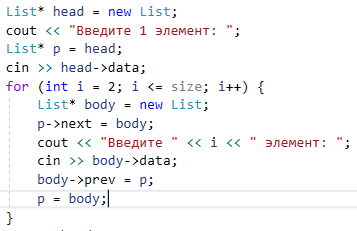 List* head = new List;
cout << "Введите 1 элемент: ";
List* p = head;
cin >> head->data;
for (int i = 2; i <= size; i++) {
    List* body = new List;
    p->next = body;
    cout << "Введите " << i << " элемент: ";
    cin >> body->data;
    body->prev = p;
    p = body;
}